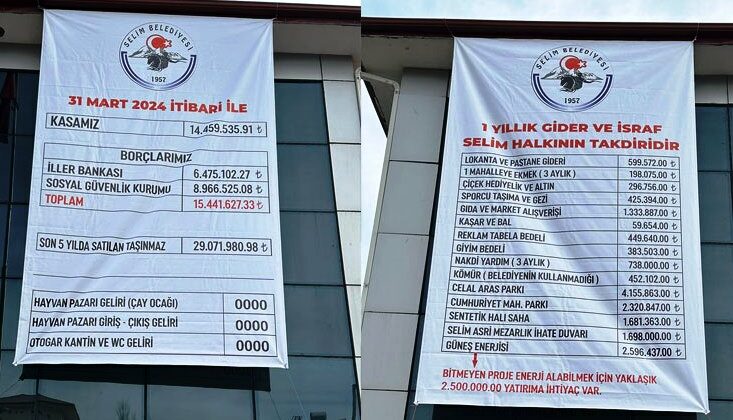 SELİM BELEDİYESİ
1957
31 MART 2024 İTİBARİ İLE
KASAMIZ 14.459.535.91 ₺
BORÇLARIMIZ
İLLER BANKASI 6.475.102.27 ₺
SOSYAL GÜVENLİK KURUMU 8.966.525.08 ₺
TOPLAM 15.441.627.33 ₺
SON 5 YILDA SATILAN TAŞINMAZ 29.071.980.98 ₺
HAYVAN PAZARI GELİRİ (ÇAY OCAĞI) 0000
HAYVAN PAZARI GİRİŞ - ÇIKIŞ GELİRİ 0000
OTOGAR KANTİN VE WC GELİRİ 0000
SELİM BELEDİYESİ
1957
1 YILLIK GİDER VE İSRAF
SELİM HALKININ TAKDİRİDİR
LOKANTA VE PASTANE GİDERİ 599.572.00 ₺
1 MAHALLEYE EKMEK ( 3 AYLIK ) 198.075.00 ₺
ÇİÇEK HEDİYELİK VE ALTIN 296.756.00 ₺
SPORCU TAŞIMA VE GEZİ 425.394.00 ₺
GIDA VE MARKET ALIŞVERİŞİ 1.333.887.00 ₺
KAŞAR VE BAL 59.654.00 ₺
REKLAM TABELA BEDELİ 449.640.00 ₺
GİYİM BEDELİ 383.503.00 ₺
NAKDİ YARDIM ( 3 AYLIK ) 738.000.00 ₺
KÖMÜR ( BELEDİYENİN KULLANMADIĞI ) 452.102.00 ₺
CELAL ARAS PARKI 4.155.863.00 ₺
CUMHURİYET MAH. PARKI 2.320.847.00 ₺
SENTETİK HALI SAHA 1.681.363.00 ₺
SELİM ASRİ MEZARLIK İHATE DUVARI 1.698.000.00 ₺
GÜNEŞ ENERJİSİ 2.596.437.00 ₺
BİTMEYEN PROJE ENERJİ ALABİLMEK İÇİN YAKLAŞIK
2.500.000.00 YATIRIMA İHTİYAÇ VAR.